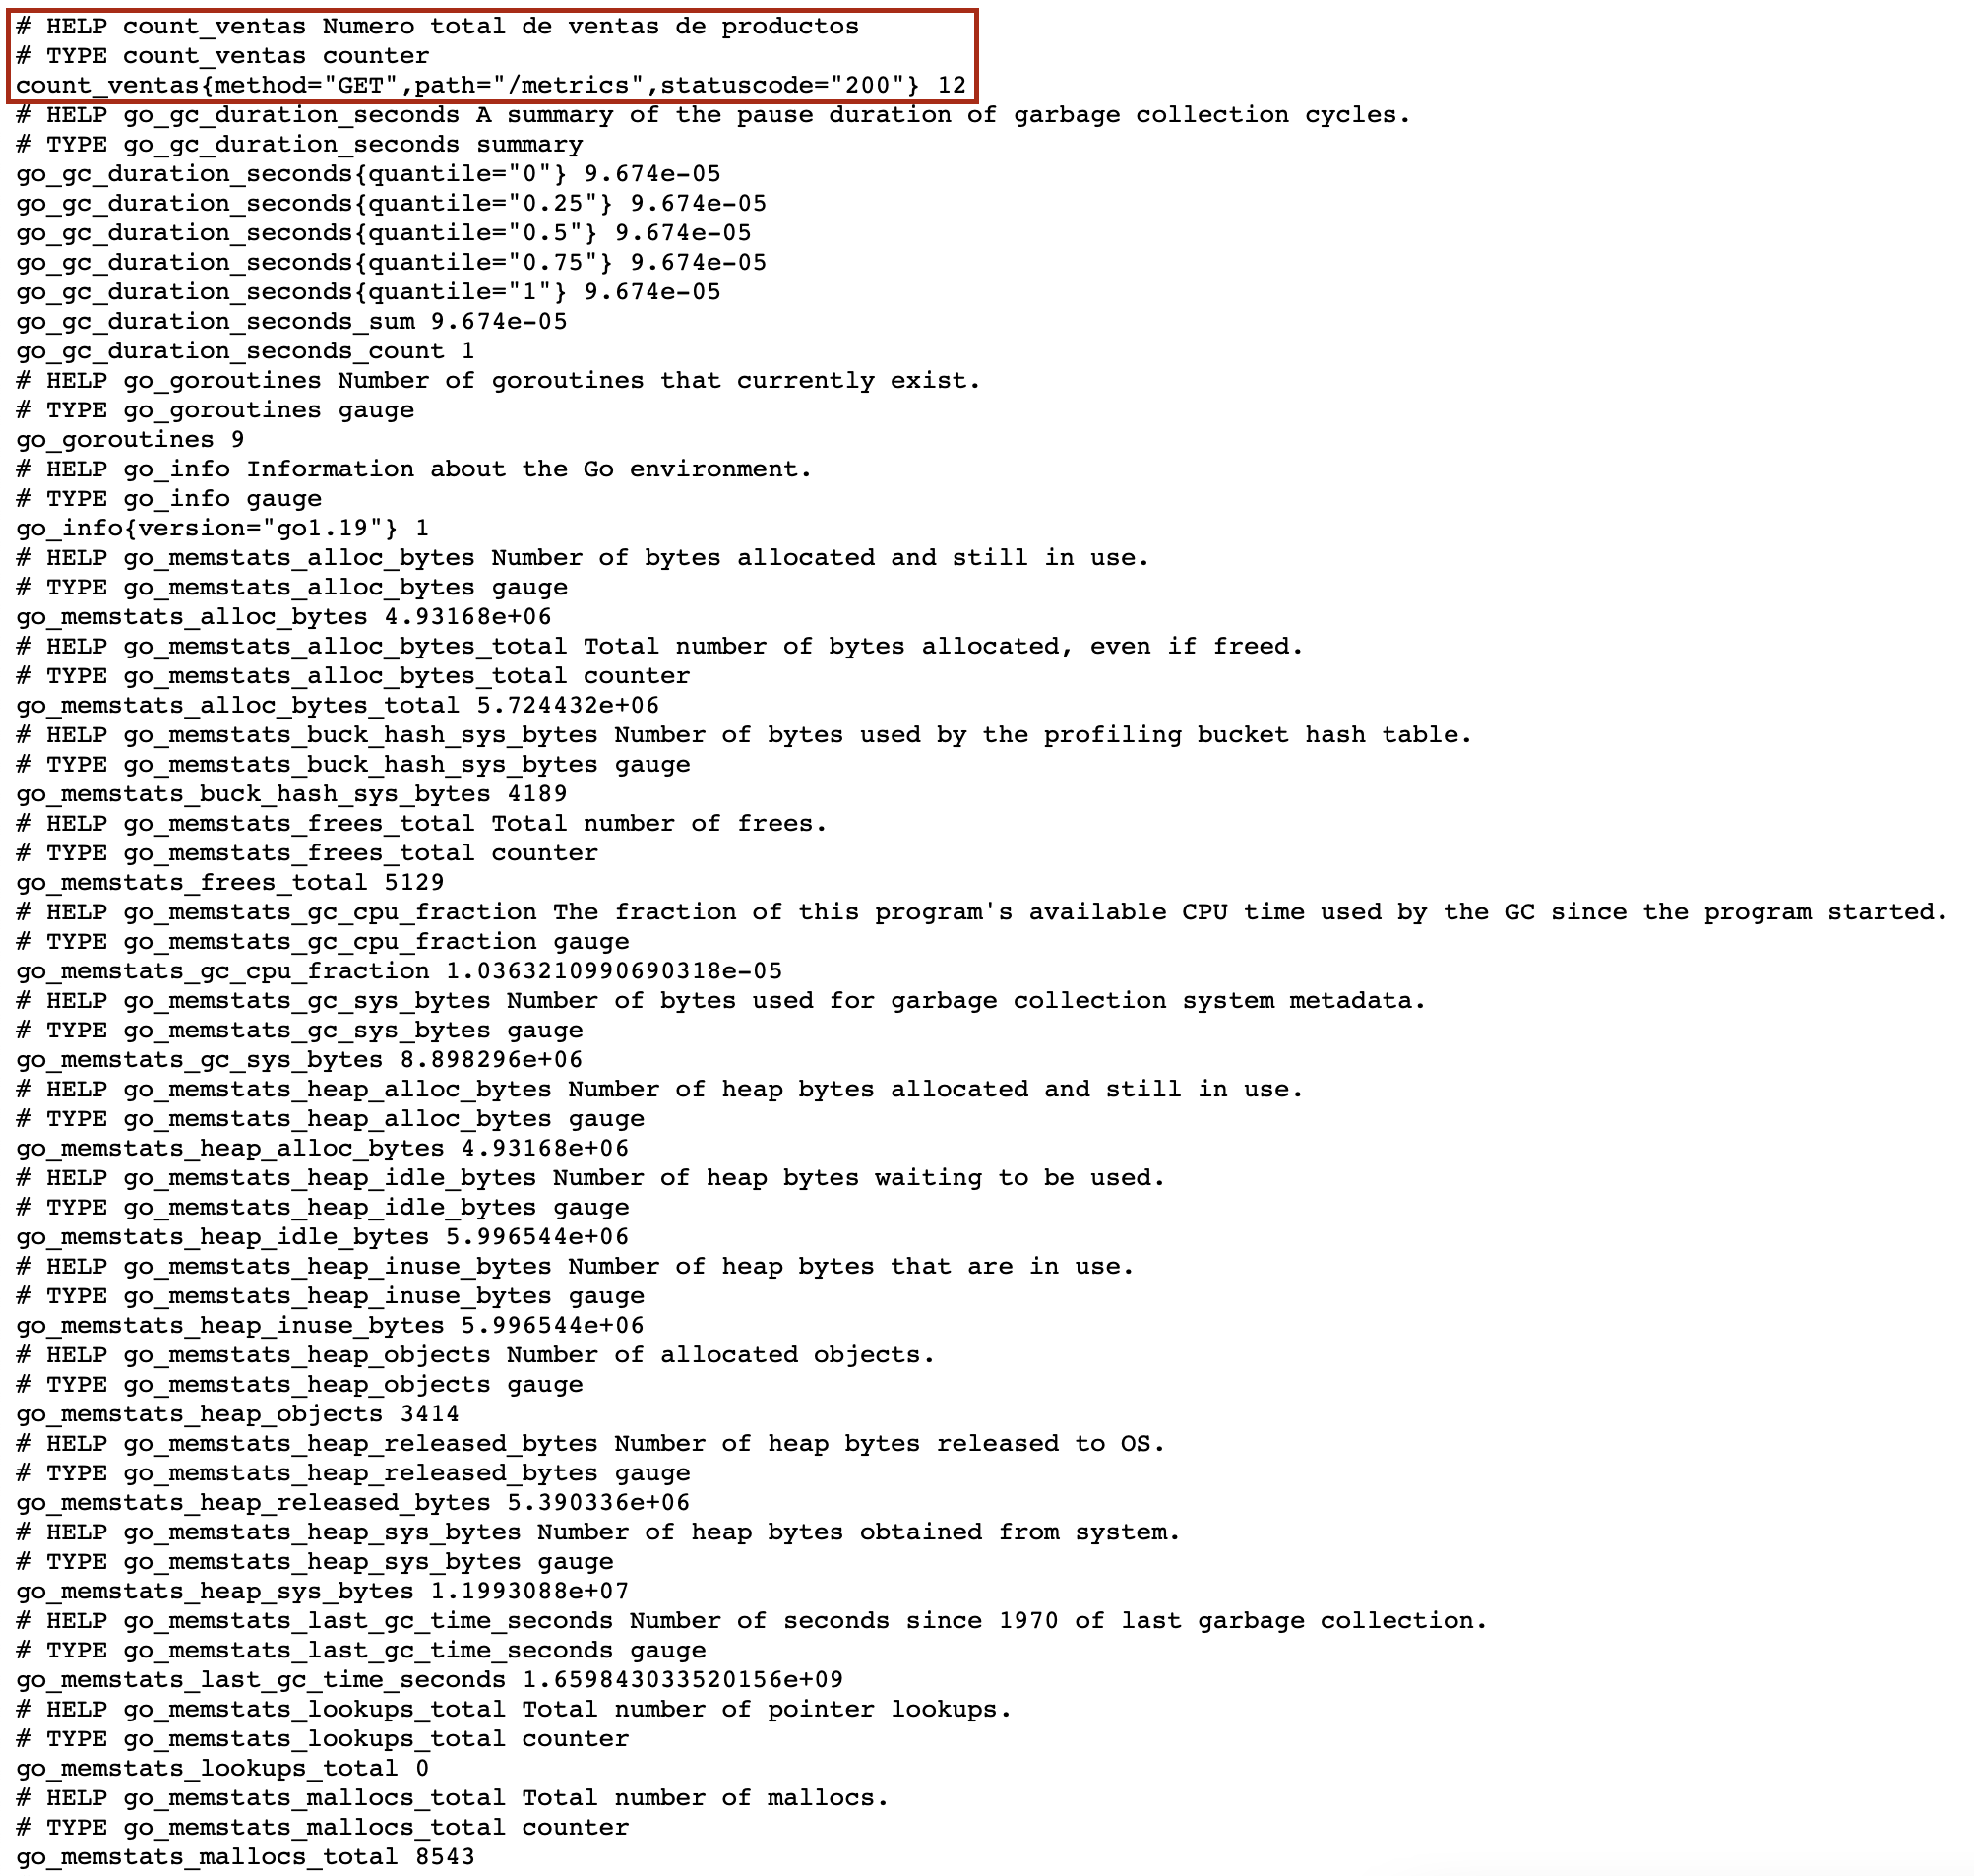 # HELP count_ventas Numero total de ventas de productos
# TYPE count_ventas counter
count_ventas{method="GET",path="/metrics",statuscode="200"} 12
# HELP go_gc_duration_seconds A summary of the pause duration of garbage collection cycles.
# TYPE go_gc_duration_seconds summary
go_gc_duration_seconds{quantile="0"} 9.674e-05
go_gc_duration_seconds{quantile="0.25"} 9.674e-05
go_gc_duration_seconds{quantile="0.5"} 9.674e-05
go_gc_duration_seconds{quantile="0.75"} 9.674e-05
go_gc_duration_seconds{quantile="1"} 9.674e-05
go_gc_duration_seconds_sum 9.674e-05
go_gc_duration_seconds_count 1
# HELP go_goroutines Number of goroutines that currently exist.
# TYPE go_goroutines gauge
go_goroutines 9
# HELP go_info Information about the Go environment.
# TYPE go_info gauge
go_info{version="go1.19"} 1
# HELP go_memstats_alloc_bytes Number of bytes allocated and still in use.
# TYPE go_memstats_alloc_bytes gauge
go_memstats_alloc_bytes 4.93168e+06
# HELP go_memstats_alloc_bytes_total Total number of bytes allocated, even if freed.
# TYPE go_memstats_alloc_bytes_total counter
go_memstats_alloc_bytes_total 5.724432e+06
# HELP go_memstats_buck_hash_sys_bytes Number of bytes used by the profiling bucket hash table.
# TYPE go_memstats_buck_hash_sys_bytes gauge
go_memstats_buck_hash_sys_bytes 4189
# HELP go_memstats_frees_total Total number of frees.
# TYPE go_memstats_frees_total counter
go_memstats_frees_total 5129
# HELP go_memstats_gc_cpu_fraction The fraction of this program's available CPU time used by the GC since the program started.
# TYPE go_memstats_gc_cpu_fraction gauge
go_memstats_gc_cpu_fraction 1.0363210990690318e-05
# HELP go_memstats_gc_sys_bytes Number of bytes used for garbage collection system metadata.
# TYPE go_memstats_gc_sys_bytes gauge
go_memstats_gc_sys_bytes 8.898296e+06
# HELP go_memstats_heap_alloc_bytes Number of heap bytes allocated and still in use.
# TYPE go_memstats_heap_alloc_bytes gauge
go_memstats_heap_alloc_bytes 4.93168e+06
# HELP go_memstats_heap_idle_bytes Number of heap bytes waiting to be used.
# TYPE go_memstats_heap_idle_bytes gauge
go_memstats_heap_idle_bytes 5.996544e+06
# HELP go_memstats_heap_inuse_bytes Number of heap bytes that are in use.
# TYPE go_memstats_heap_inuse_bytes gauge
go_memstats_heap_inuse_bytes 5.996544e+06
# HELP go_memstats_heap_objects Number of allocated objects.
# TYPE go_memstats_heap_objects gauge
go_memstats_heap_objects 3414
# HELP go_memstats_heap_released_bytes Number of heap bytes released to OS.
# TYPE go_memstats_heap_released_bytes gauge
go_memstats_heap_released_bytes 5.390336e+06
# HELP go_memstats_heap_sys_bytes Number of heap bytes obtained from system.
# TYPE go_memstats_heap_sys_bytes gauge
go_memstats_heap_sys_bytes 1.1993088e+07
# HELP go_memstats_last_gc_time_seconds Number of seconds since 1970 of last garbage collection.
# TYPE go_memstats_last_gc_time_seconds gauge
go_memstats_last_gc_time_seconds 1.659843033520156e+09
# HELP go_memstats_lookups_total Total number of pointer lookups.
# TYPE go_memstats_lookups_total counter
go_memstats_lookups_total 0
# HELP go_memstats_mallocs_total Total number of mallocs.
# TYPE go_memstats_mallocs_total counter
go_memstats_mallocs_total 8543